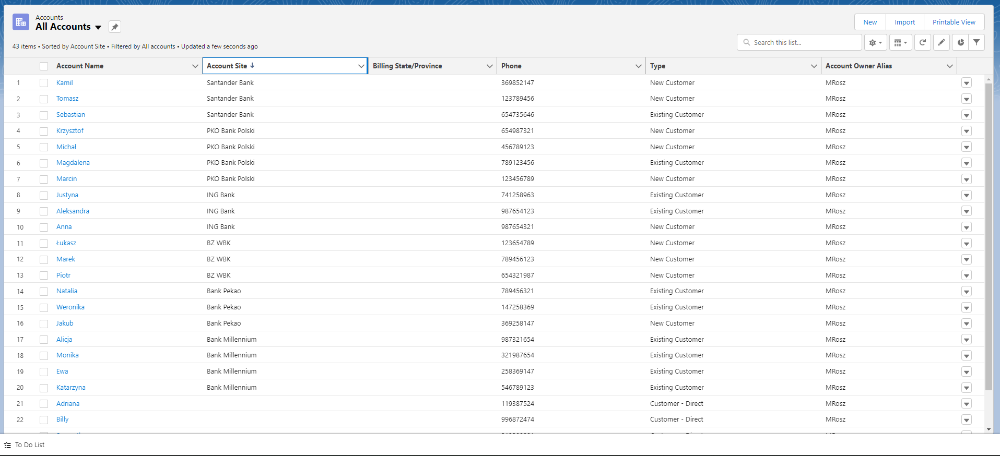 Accounts
All Accounts
New Import Printable View
43 items • Sorted by Account Site • Filtered by All accounts • Updated a few seconds ago
Search this list...
Account Name Account Site Billing State/Province Phone Type Account Owner Alias
1 Kamil Santander Bank 369852147 New Customer MRosz
2 Tomasz Santander Bank 123789456 New Customer MRosz
3 Sebastian Santander Bank 654735646 Existing Customer MRosz
4 Krzysztof PKO Bank Polski 654987321 New Customer MRosz
5 Michał PKO Bank Polski 456789123 New Customer MRosz
6 Magdalena PKO Bank Polski 789123456 Existing Customer MRosz
7 Marcin PKO Bank Polski 123456789 New Customer MRosz
8 Justyna ING Bank 741258963 Existing Customer MRosz
9 Aleksandra ING Bank 987654123 Existing Customer MRosz
10 Anna ING Bank 987654321 New Customer MRosz
11 Łukasz BZ WBK 123654789 New Customer MRosz
12 Marek BZ WBK 789456123 New Customer MRosz
13 Piotr BZ WBK 654321987 New Customer MRosz
14 Natalia Bank Pekao 789456321 Existing Customer MRosz
15 Weronika Bank Pekao 147258369 Existing Customer MRosz
16 Jakub Bank Pekao 369258147 New Customer MRosz
17 Alicja Bank Millennium 987321654 Existing Customer MRosz
18 Monika Bank Millennium 321987654 Existing Customer MRosz
19 Ewa Bank Millennium 258369147 Existing Customer MRosz
20 Katarzyna Bank Millennium 546789123 Existing Customer MRosz
21 Adriana 119387524 Customer - Direct MRosz
22 Billy 996872474 Customer - Direct MRosz
To Do List